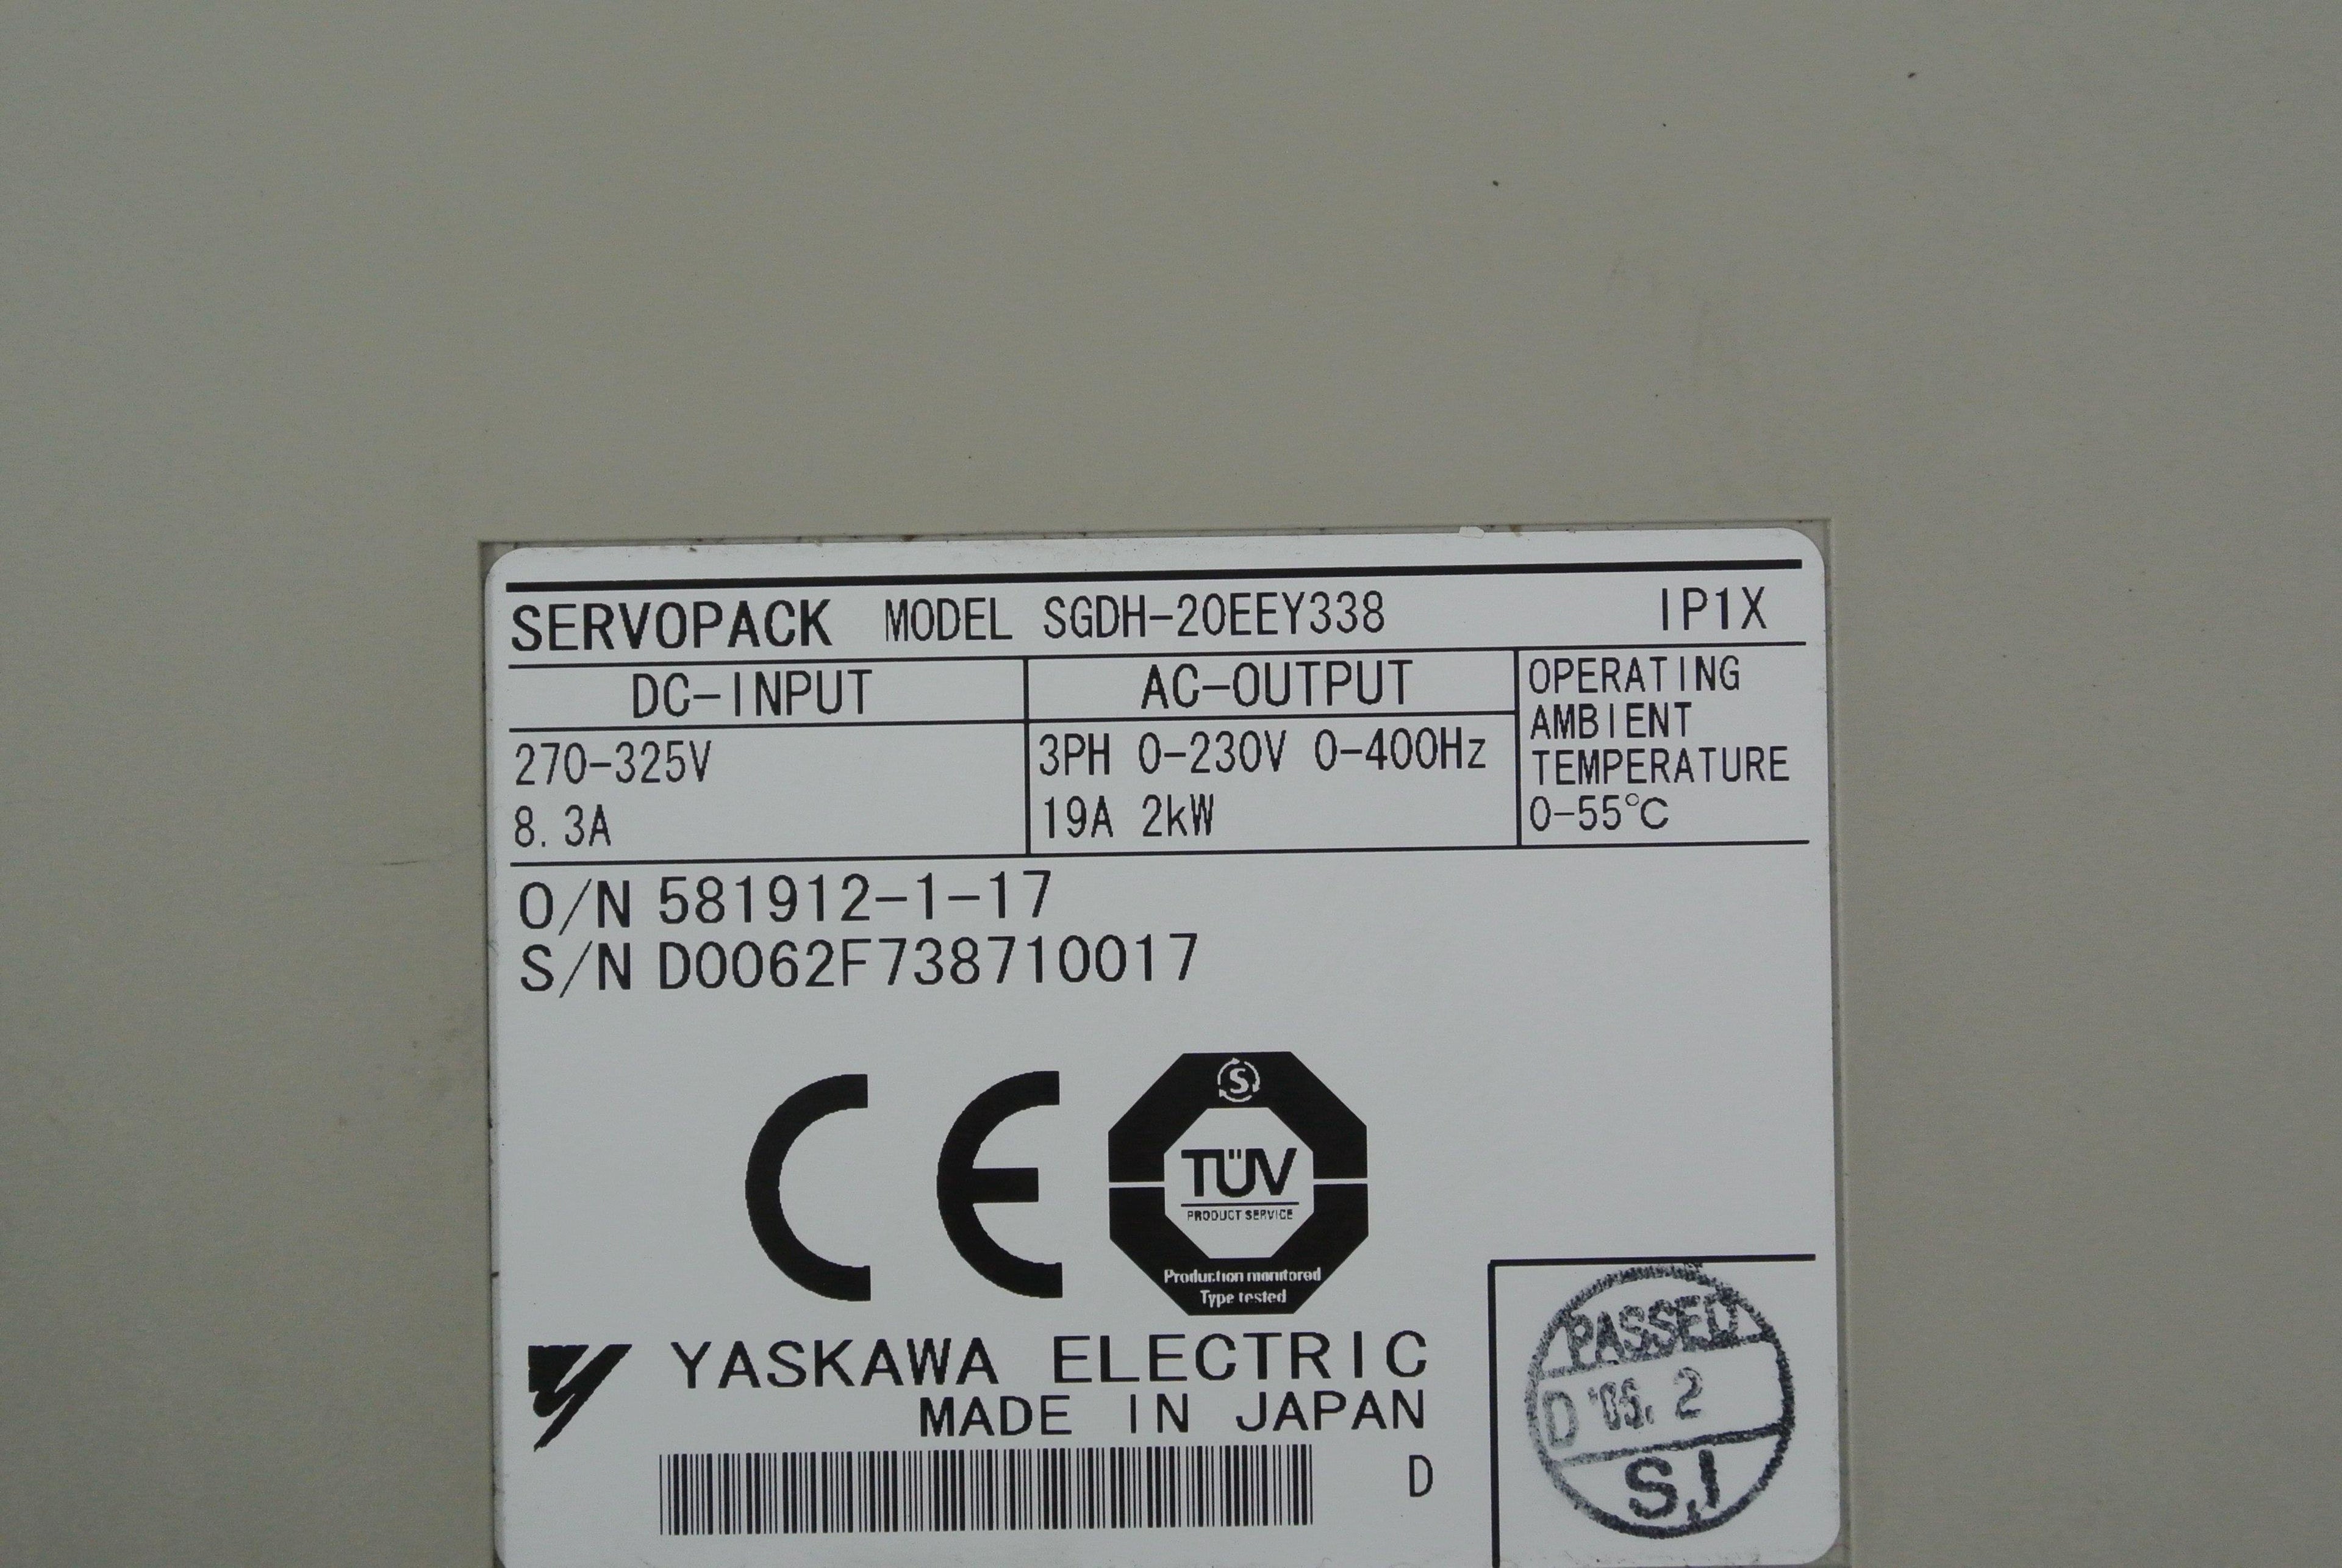 SERVOPACK MODEL SGDH-20EEY338 IP1X
DC-INPUT AC-OUTPUT
270-325V
8.3A
3PH 0-230V 0-400Hz
19A 2kW
OPERATING
AMBIENT
TEMPERATURE
0-55℃
O/N 581912-1-17
S/N D0062F738710017
CE
S
TÜV
PRODUCT SERVICE
Production monitored
Type tested
YASKAWA ELECTRIC
MADE IN JAPAN
D
PASSED
D '06. 2